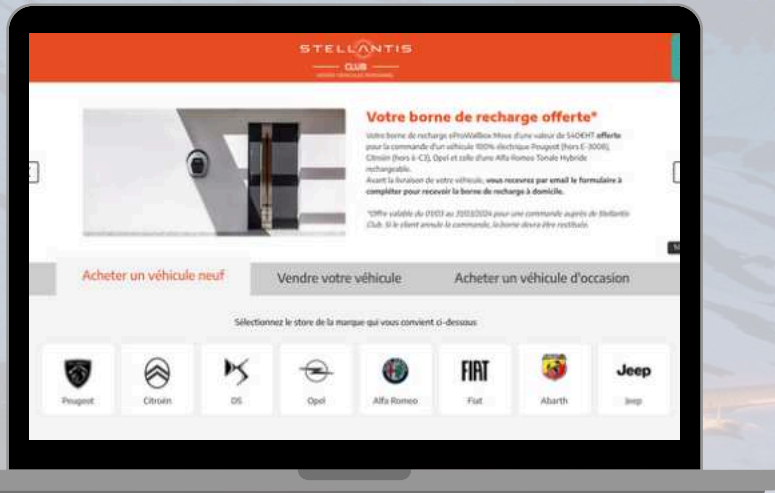 STELLANTIS
CLUB
Votre borne de recharge offerte*
Votre borne de recharge eProWallbox Move d'une valeur de 540€HT offerte
pour la commande d'un véhicule 100% électrique Peugeot (hors E-3008),
Citroën (hors ë-C3), Opel et celle d'une Alfa Romeo Tonale Hybride
rechargeable.
Avant la livraison de votre véhicule, vous recevrez par email le formulaire à
compléter pour recevoir la borne de recharge à domicile.
*Offre valable du 01/03 au 31/03/2024 pour une commande auprès de Stellantis
Club. Si le client annule la commande, la borne devra être restituée.
Acheter un véhicule neuf
Vendre votre véhicule
Acheter un véhicule d'occasion
Sélectionnez le store de la marque qui vous convient ci-dessous
FIAT
Jeep
Peugeot
Citroën
DS
Opel
Alfa Romeo
Fiat
Abarth
Jeep